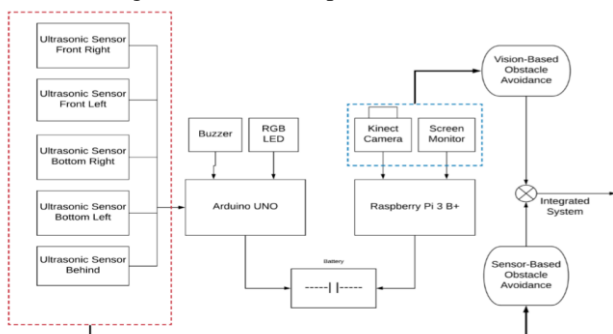 Ultrasonic Sensor
Front Right
Ultrasonic Sensor
Front Left
Ultrasonic Sensor
Bottom Right
Ultrasonic Sensor
Bottom Left
Ultrasonic Sensor
Behind
Buzzer
RGB
LED
Arduino UNO
Kinect
Camera
Screen
Monitor
Raspberry Pi 3 B+
Battery
Vision-Based
Obstacle
Avoidance
Integrated
System
Sensor-Based
Obstacle
Avoidance